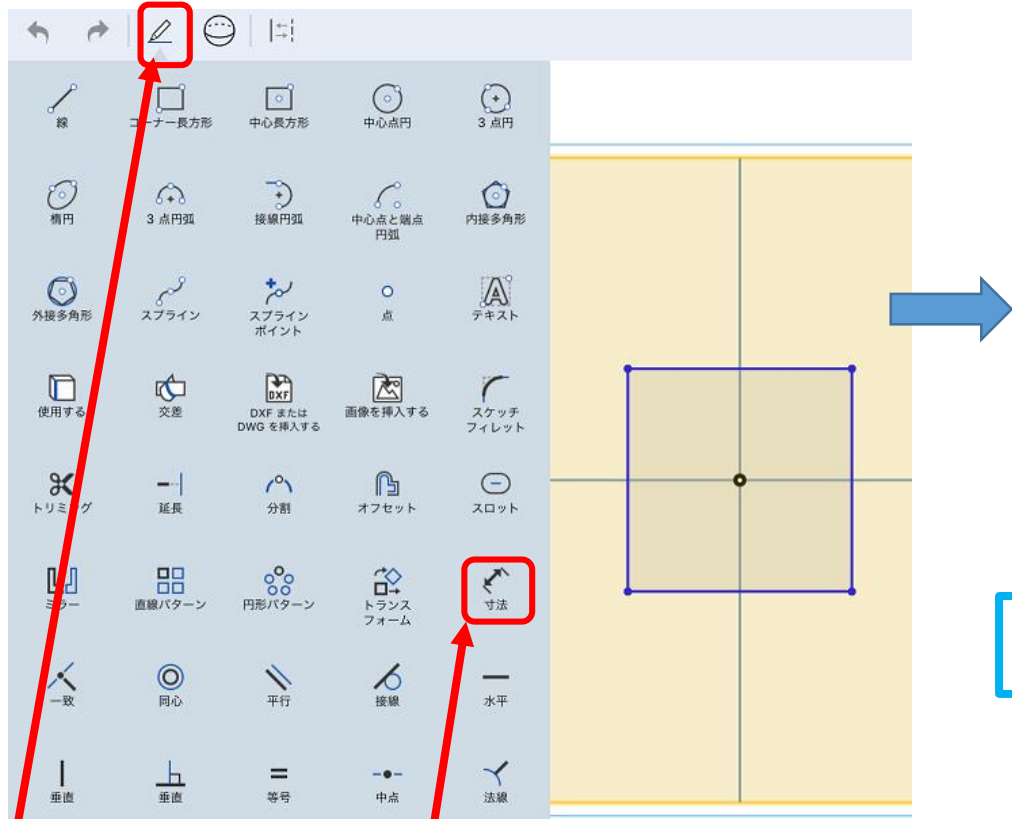 線
コーナー長方形
中心長方形
中心点円
3 点円
楕円
3 点円弧
接線円弧
中心点と端点
円弧
内接多角形
外接多角形
スプライン
スプライン
ポイント
点
A
テキスト
使用する
交差
DXF
DXF または
DWG を挿入する
画像を挿入する
スケッチ
フィレット
トリミング
延長
分割
オフセット
スロット
ミラー
直線パターン
円形パターン
トランス
フォーム
寸法
一致
同心
平行
接線
水平
垂直
垂直
等号
中点
法線